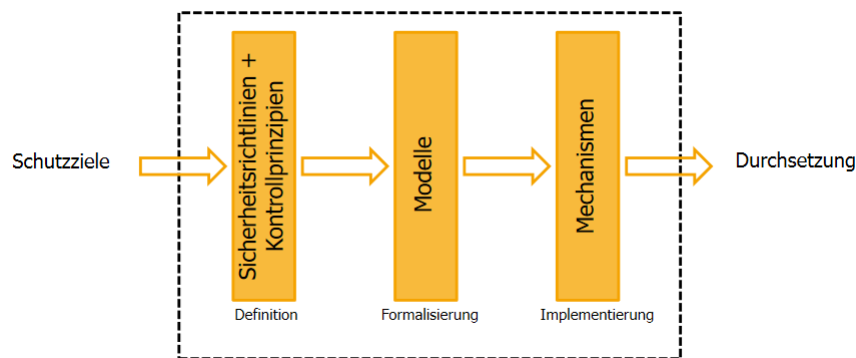 Schutzziele
Sicherheitsrichtlinien +
Kontrollprinzipien
Definition
Modelle
Formalisierung
Mechanismen
Implementierung
Durchsetzung